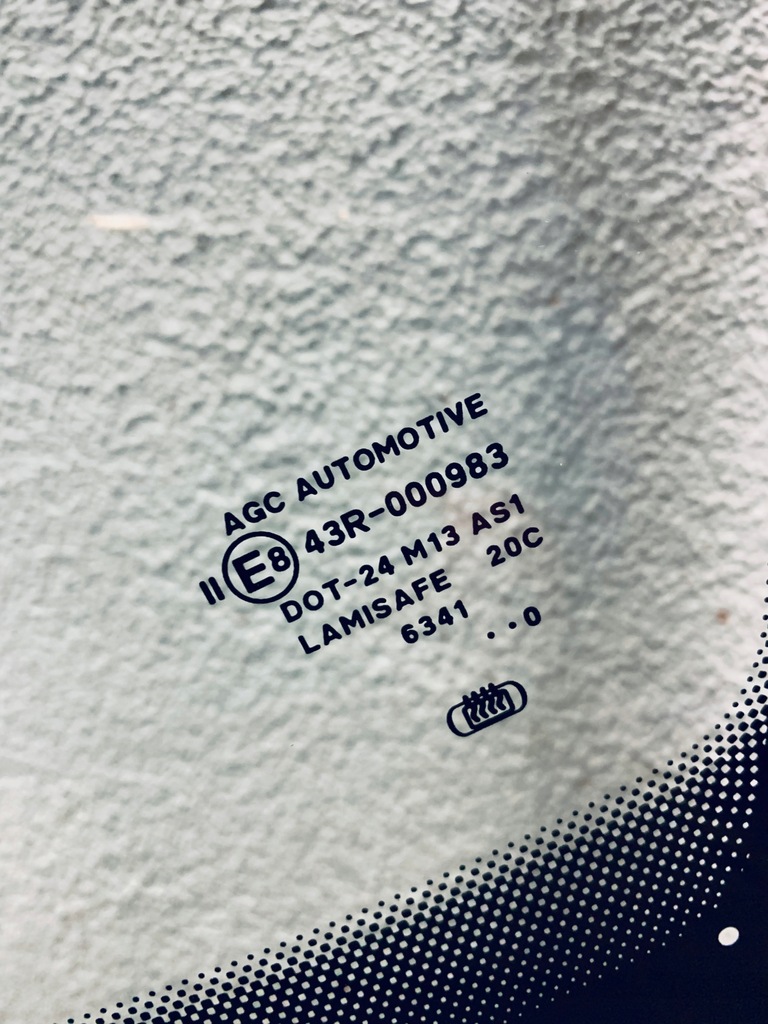 AGC AUTOMOTIVE
II E8 43R-000983
DOT-24 M13 AS1
LAMISAFE 20C
6341 ..0